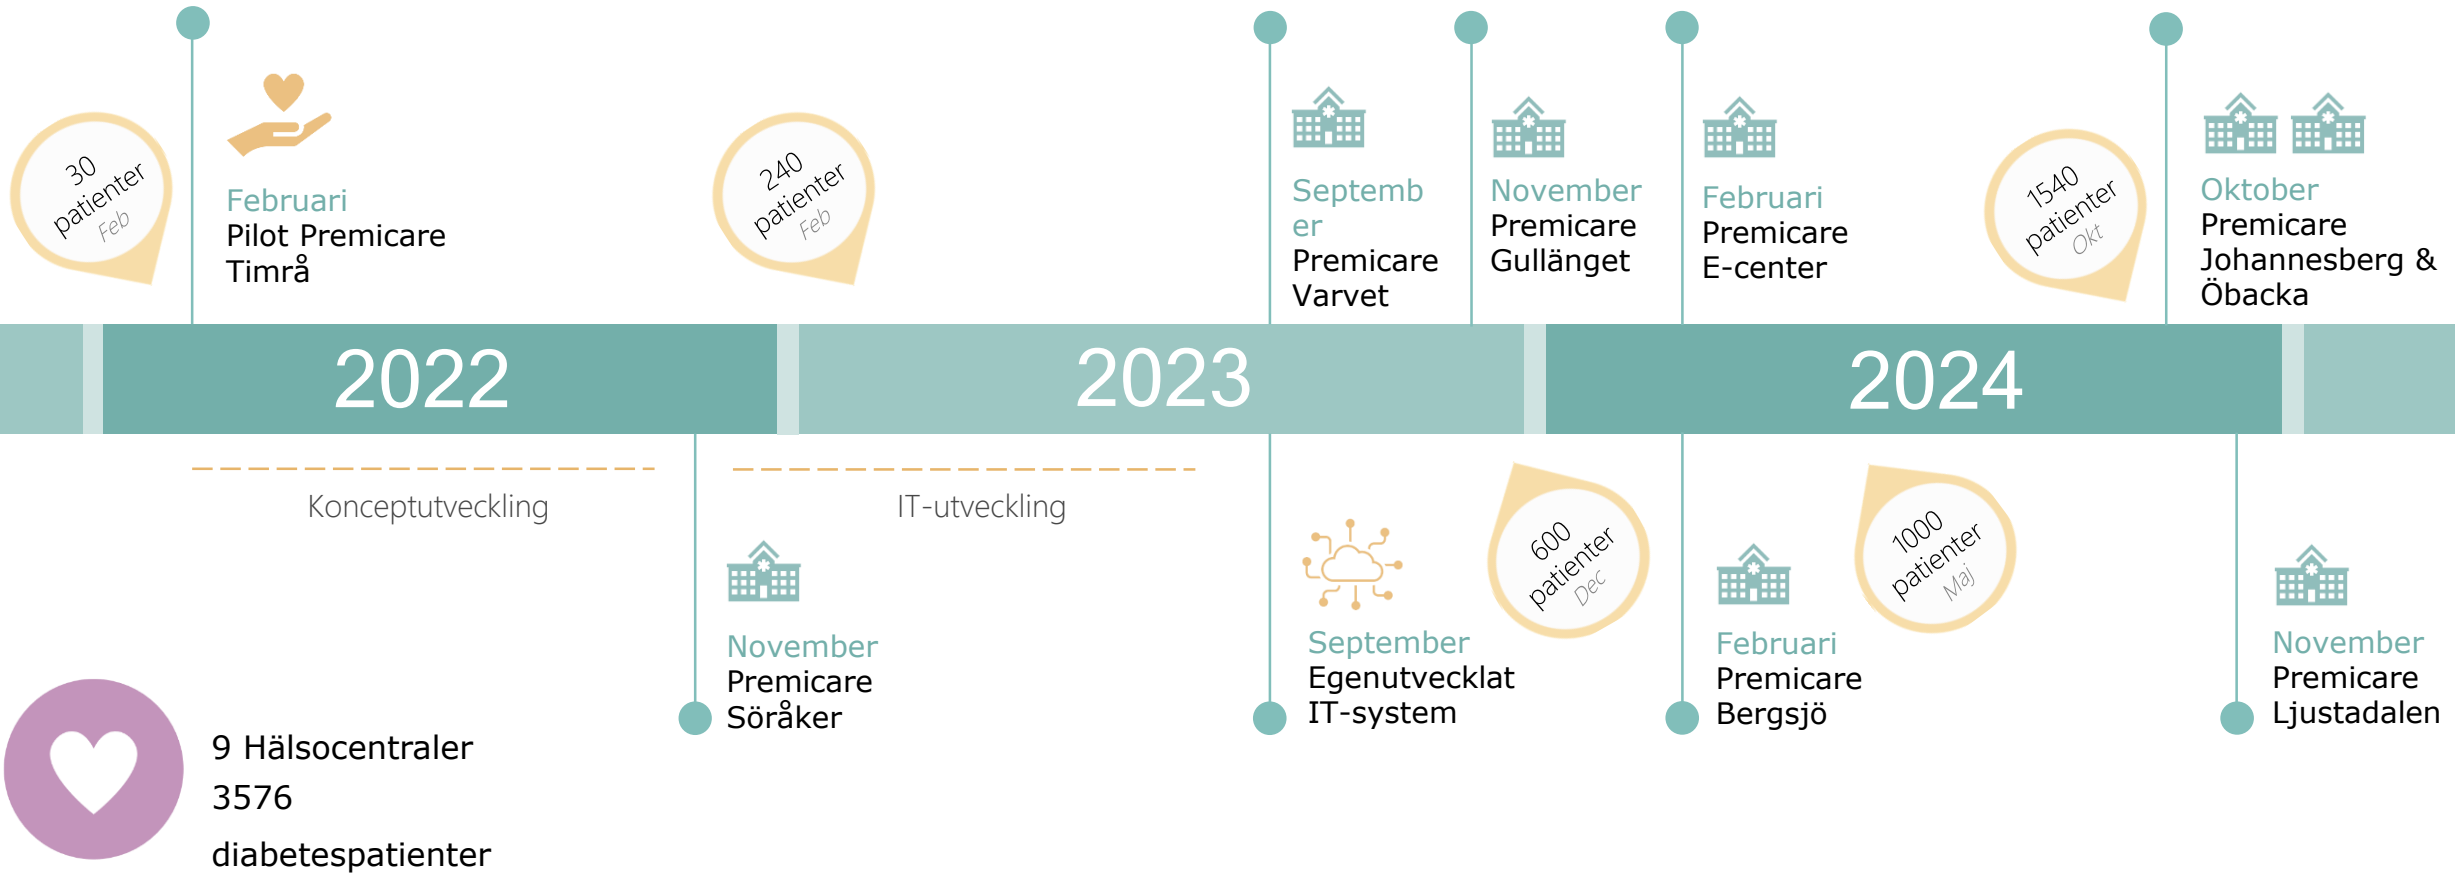 30
patienter
Feb
Februari
Pilot Premicare
Timrå
240
patienter
Feb
Septemb
er
Premicare
Varvet
November
Premicare
Gullänget
Februari
Premicare
E-center
1540
patienter
Okt
Oktober
Premicare
Johannesberg &
Öbacka
2022
2023
2024
Konceptutveckling
IT-utveckling
November
Premicare
Söråker
September
Egenutvecklat
IT-system
600
patienter
Dec
Februari
Premicare
Bergsjö
1000
patienter
Maj
November
Premicare
Ljustadalen
9 Hälsocentraler
3576
diabetespatienter